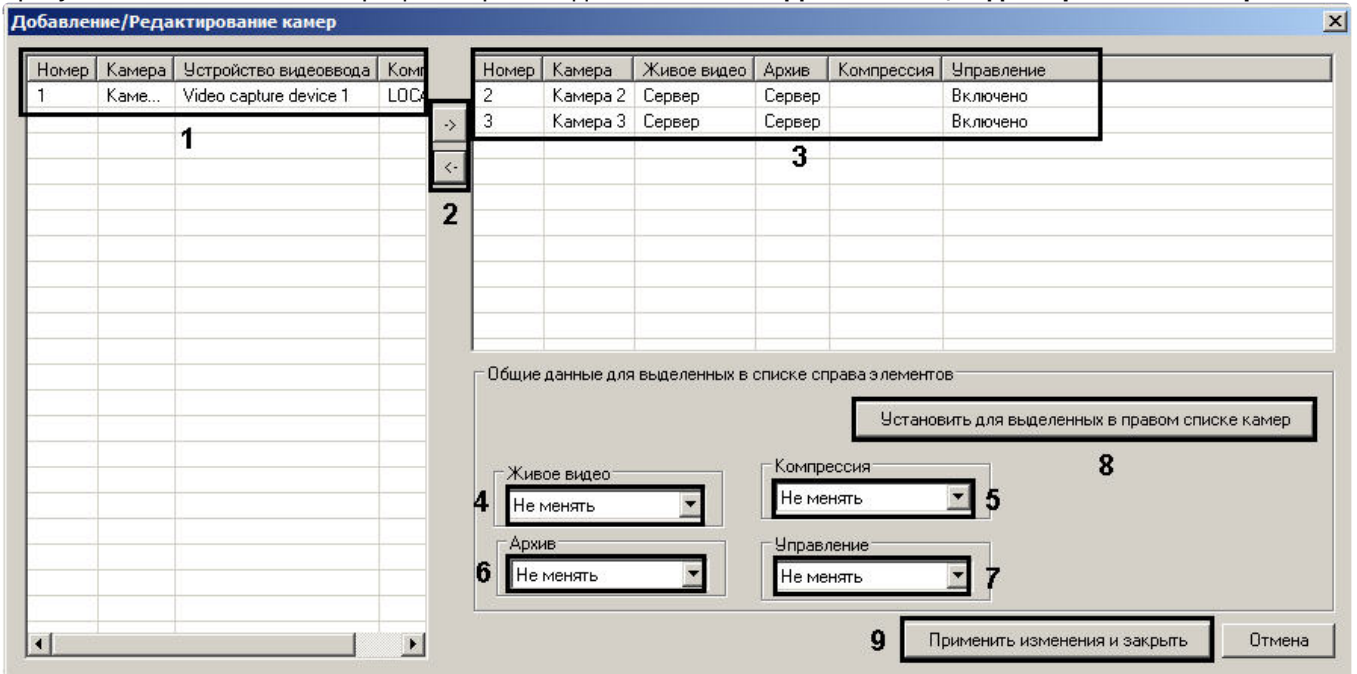 Добавление/Редактирование камер
Номер Камера Устройство видеоввода Комп
1 Каме... Video capture device 1 LOCA
1
->
<-
2
Номер Камера Живое видео Архив Компрессия Управление
2 Камера 2 Сервер Сервер Включено
3 Камера 3 Сервер Сервер Включено
3
Общие данные для выделенных в списке справа элементов
Установить для выделенных в правом списке камер
8
Живое видео
4 Не менять
Компрессия
Не менять 5
Архив
6 Не менять
Управление
Не менять 7
9 Применить изменения и закрыть Отмена